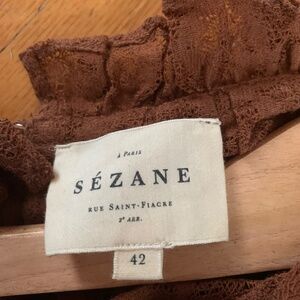 à Paris
SÉZANE
RUE SAINT-FIACRE
2ᵉ ARR.
42